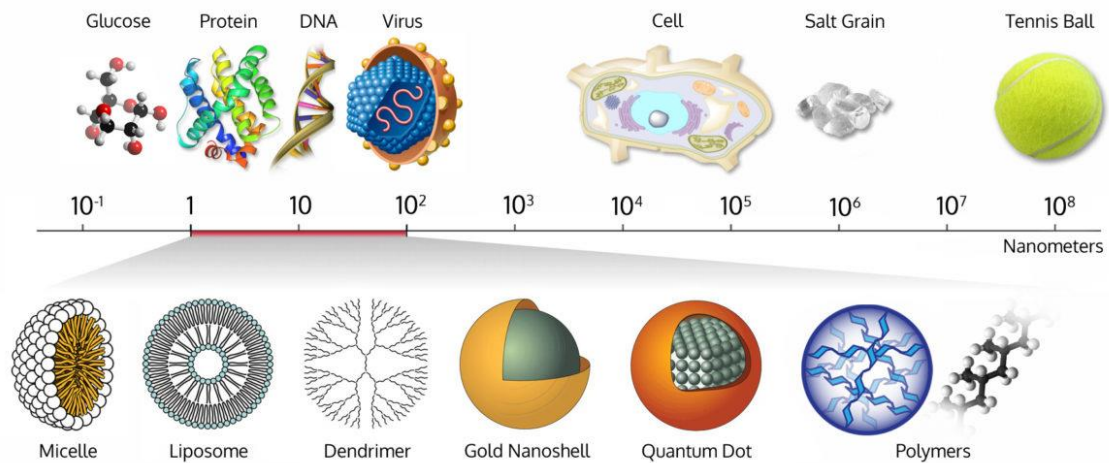 Glucose Protein DNA Virus Cell Salt Grain Tennis Ball
10⁻¹ 1 10 10² 10³ 10⁴ 10⁵ 10⁶ 10⁷ 10⁸
Nanometers
Micelle Liposome Dendrimer Gold Nanoshell Quantum Dot Polymers